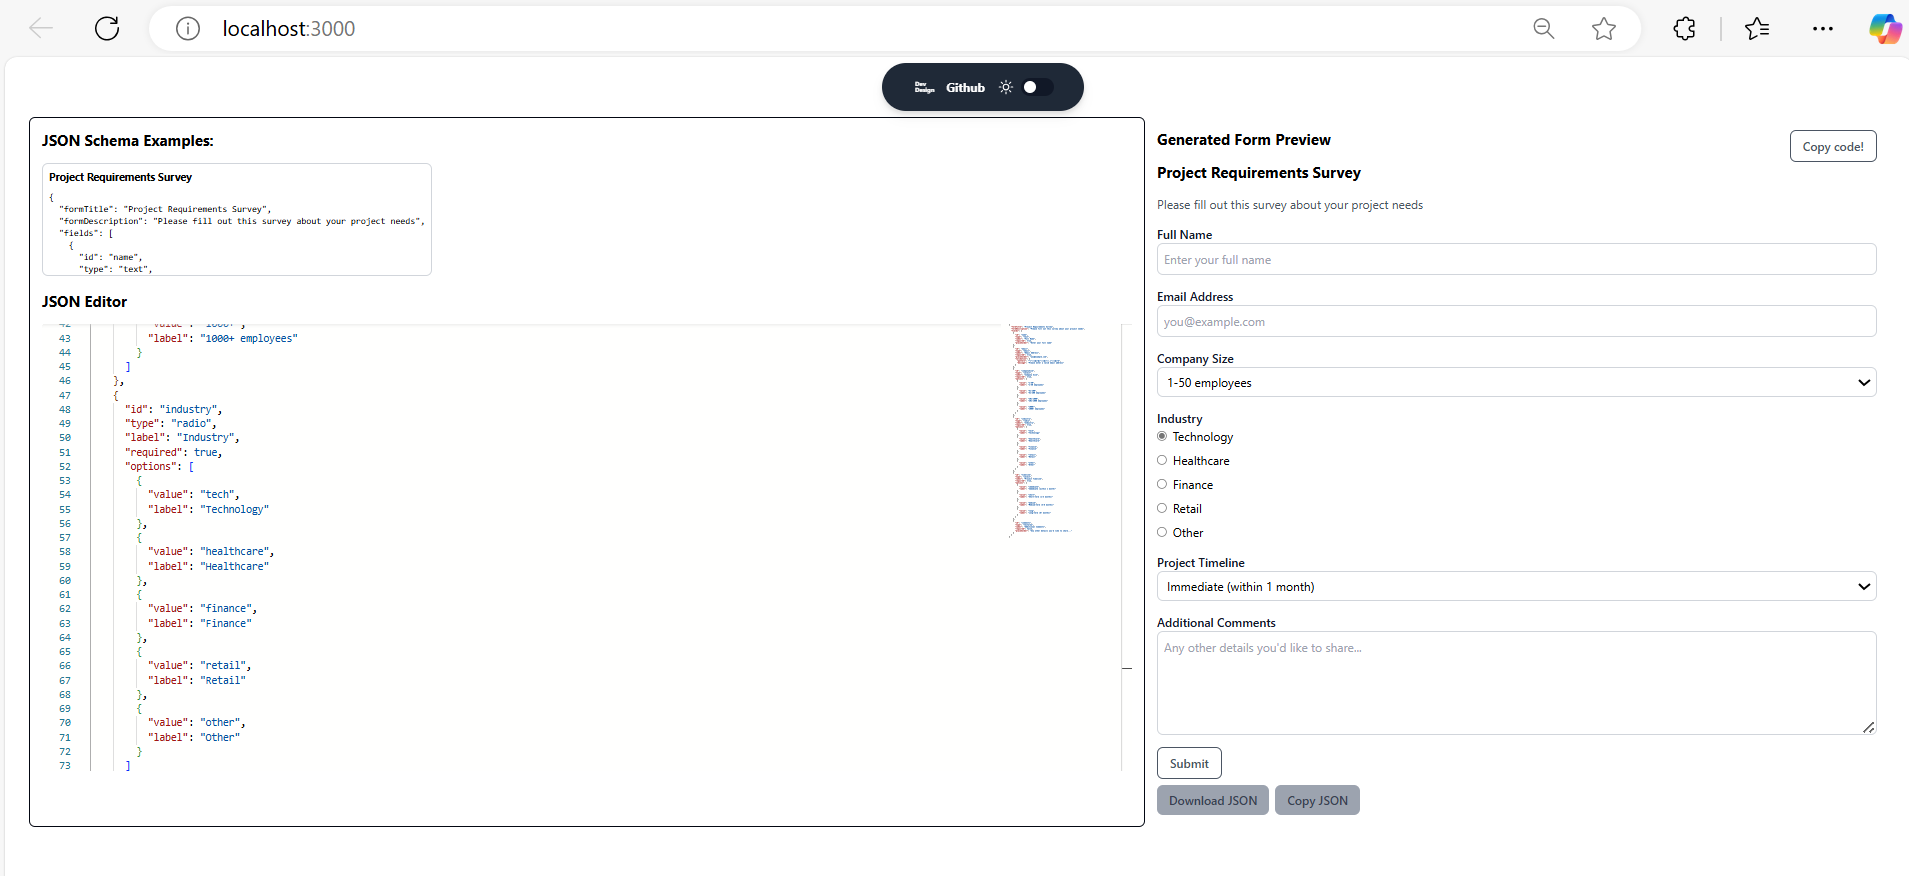 localhost:3000
Dev
Design
Github
JSON Schema Examples:
Project Requirements Survey
{
"formTitle": "Project Requirements Survey",
"formDescription": "Please fill out this survey about your project needs",
"fields": [
{
"id": "name",
"type": "text",
JSON Editor
42 "value": "1000+",
43 "label": "1000+ employees"
44 }
45 ]
46 },
47 {
48 "id": "industry",
49 "type": "radio",
50 "label": "Industry",
51 "required": true,
52 "options": [
53 {
54 "value": "tech",
55 "label": "Technology"
56 },
57 {
58 "value": "healthcare",
59 "label": "Healthcare"
60 },
61 {
62 "value": "finance",
63 "label": "Finance"
64 },
65 {
66 "value": "retail",
67 "label": "Retail"
68 },
69 {
70 "value": "other",
71 "label": "Other"
72 }
73 ]
Generated Form Preview
Copy code!
Project Requirements Survey
Please fill out this survey about your project needs
Full Name
Enter your full name
Email Address
you@example.com
Company Size
1-50 employees
Industry
Technology
Healthcare
Finance
Retail
Other
Project Timeline
Immediate (within 1 month)
Additional Comments
Any other details you'd like to share...
Submit
Download JSON
Copy JSON